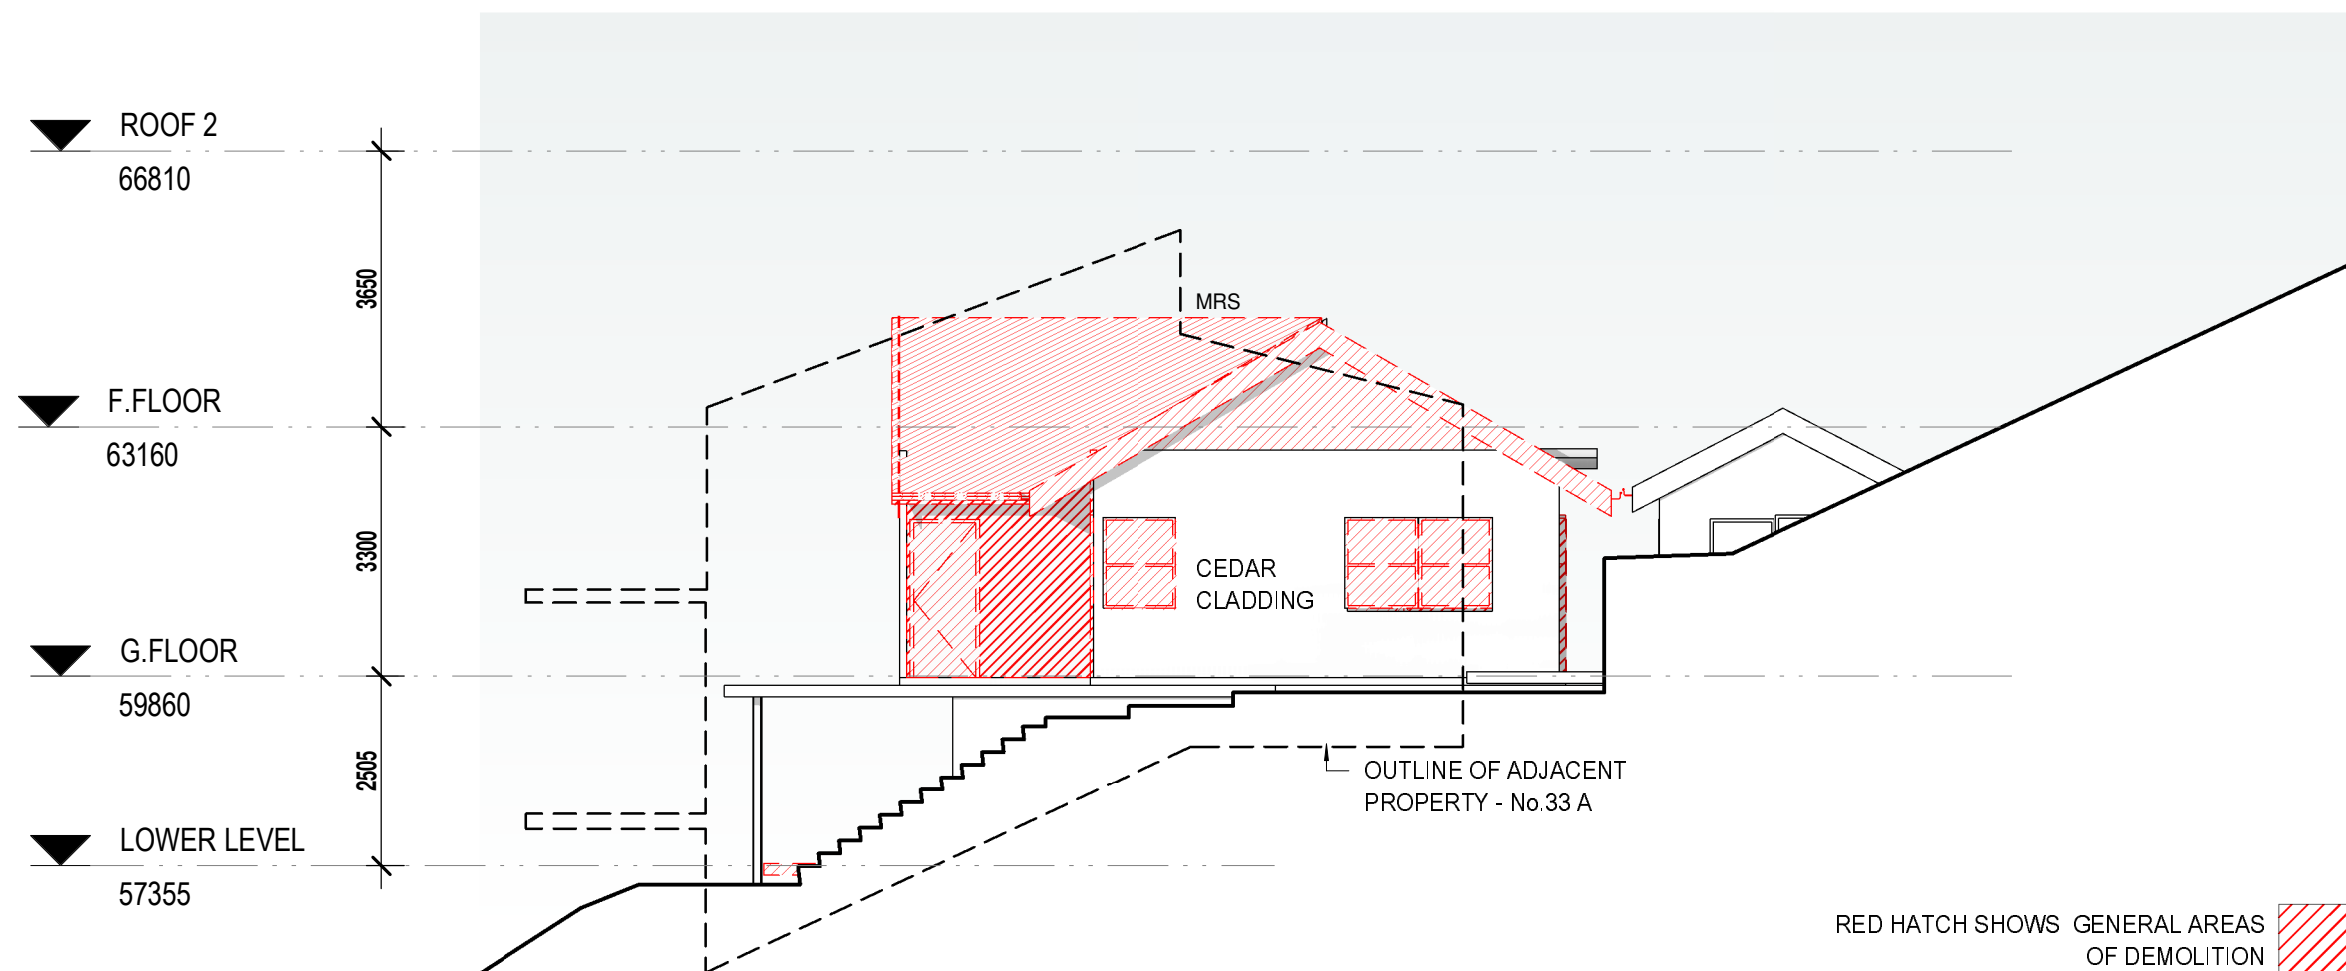 ROOF 2
66810
3650
MRS
F.FLOOR
63160
3300
CEDAR
CLADDING
G.FLOOR
59860
2505
OUTLINE OF ADJACENT
PROPERTY - No.33 A
LOWER LEVEL
57355
RED HATCH SHOWS GENERAL AREAS
OF DEMOLITION